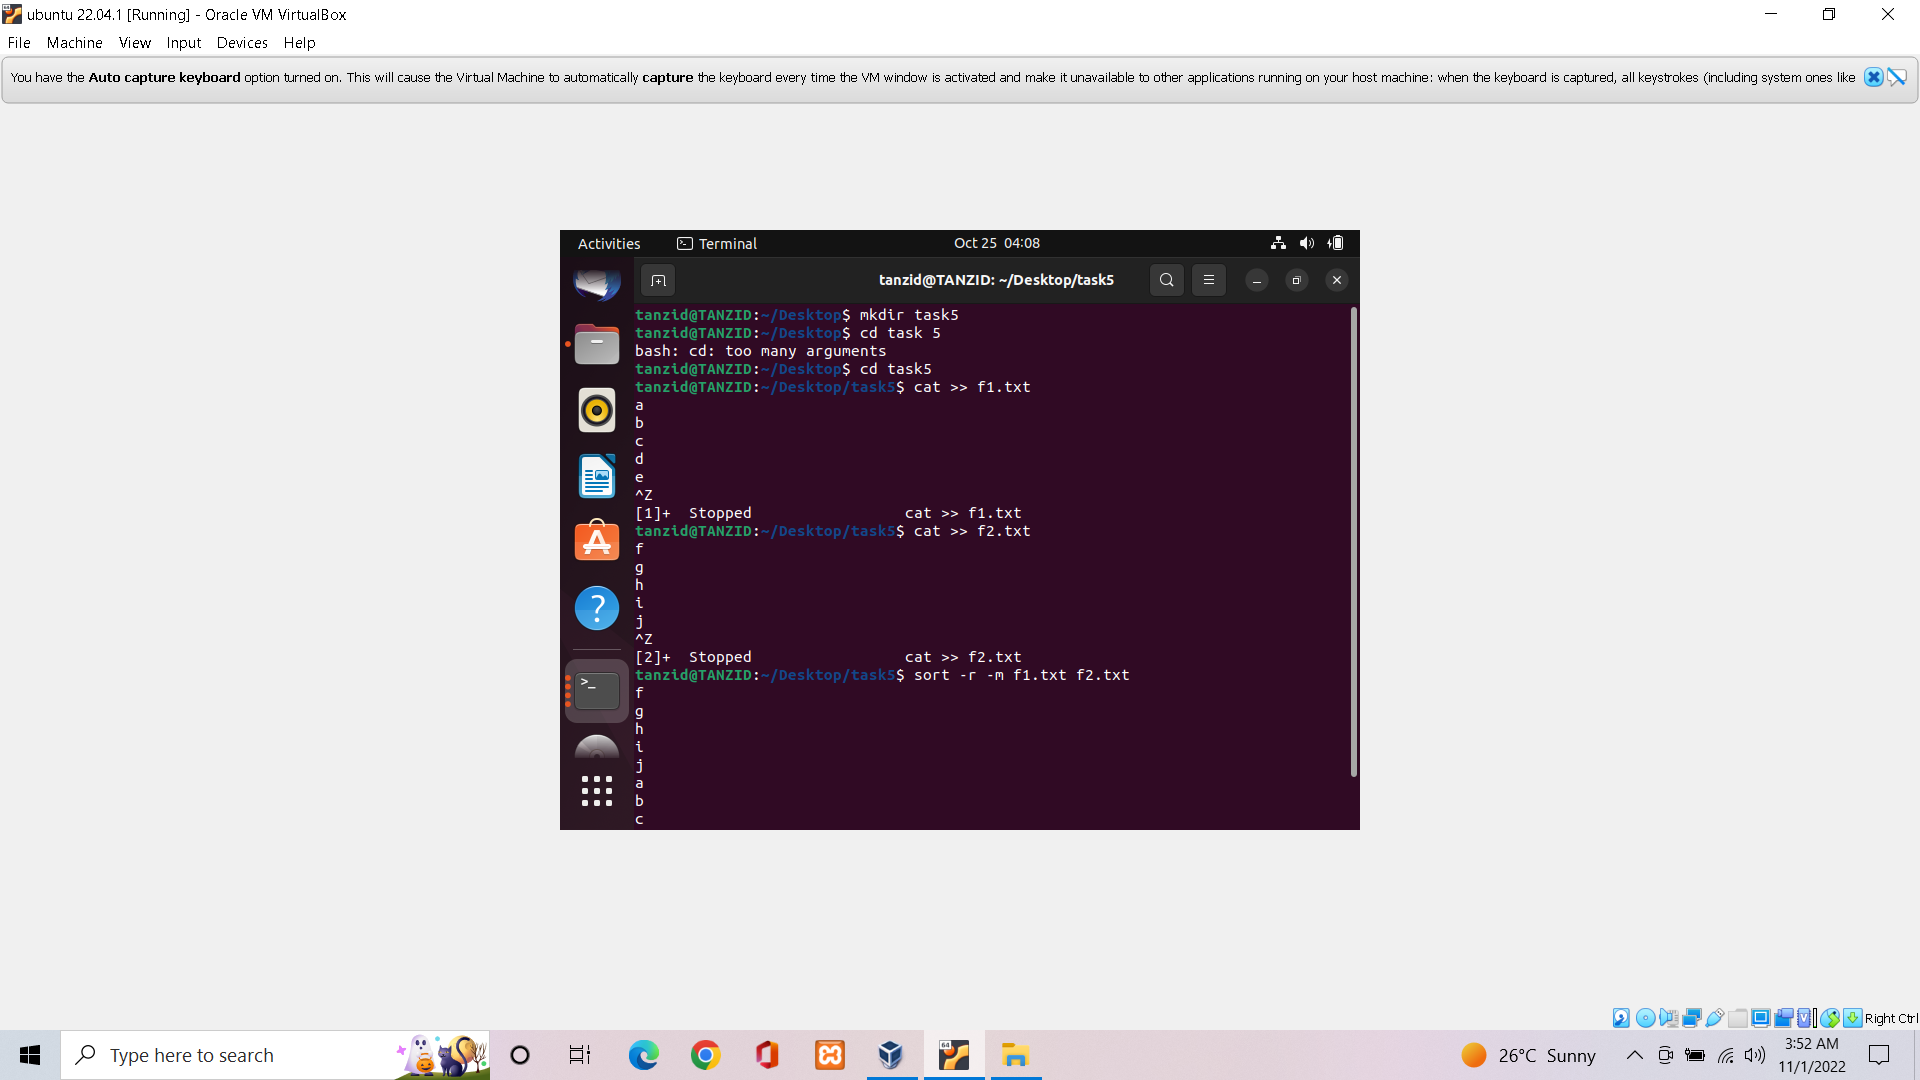 ubuntu 22.04.1 [Running] - Oracle VM VirtualBox
File Machine View Input Devices Help
You have the Auto capture keyboard option turned on. This will cause the Virtual Machine to automatically capture the keyboard every time the VM window is activated and make it unavailable to other applications running on your host machine: when the keyboard is captured, all keystrokes (including system ones like
Activities Terminal Oct 25 04:08
tanzid@TANZID: ~/Desktop/task5
tanzid@TANZID:~/Desktop$ mkdir task5
tanzid@TANZID:~/Desktop$ cd task 5
bash: cd: too many arguments
tanzid@TANZID:~/Desktop$ cd task5
tanzid@TANZID:~/Desktop/task5$ cat >> f1.txt
a
b
c
d
e
^Z
[1]+  Stopped                 cat >> f1.txt
tanzid@TANZID:~/Desktop/task5$ cat >> f2.txt
f
g
h
i
j
^Z
[2]+  Stopped                 cat >> f2.txt
tanzid@TANZID:~/Desktop/task5$ sort -r -m f1.txt f2.txt
f
g
h
i
j
a
b
c
Right Ctrl
Type here to search
64
26°C Sunny
3:52 AM
11/1/2022